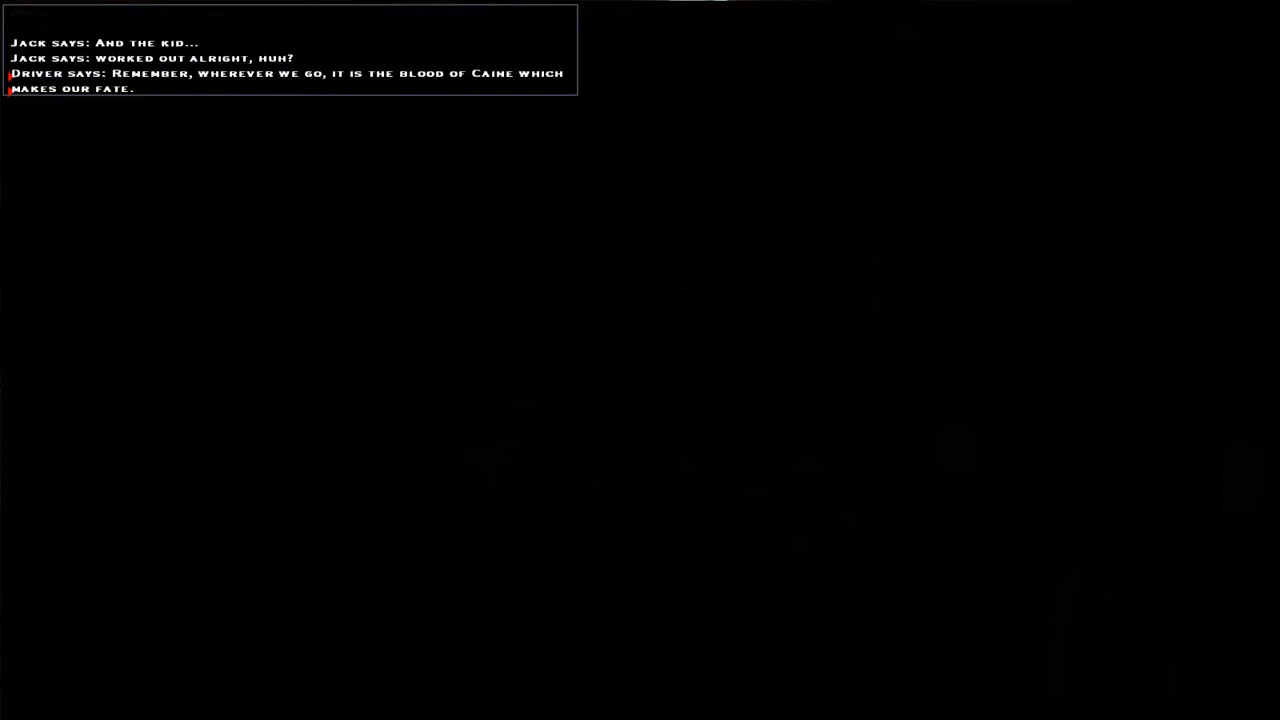 Jack says: And the kid...
Jack says: worked out alright, huh?
Driver says: Remember, wherever we go, it is the blood of Caine which
makes our fate.